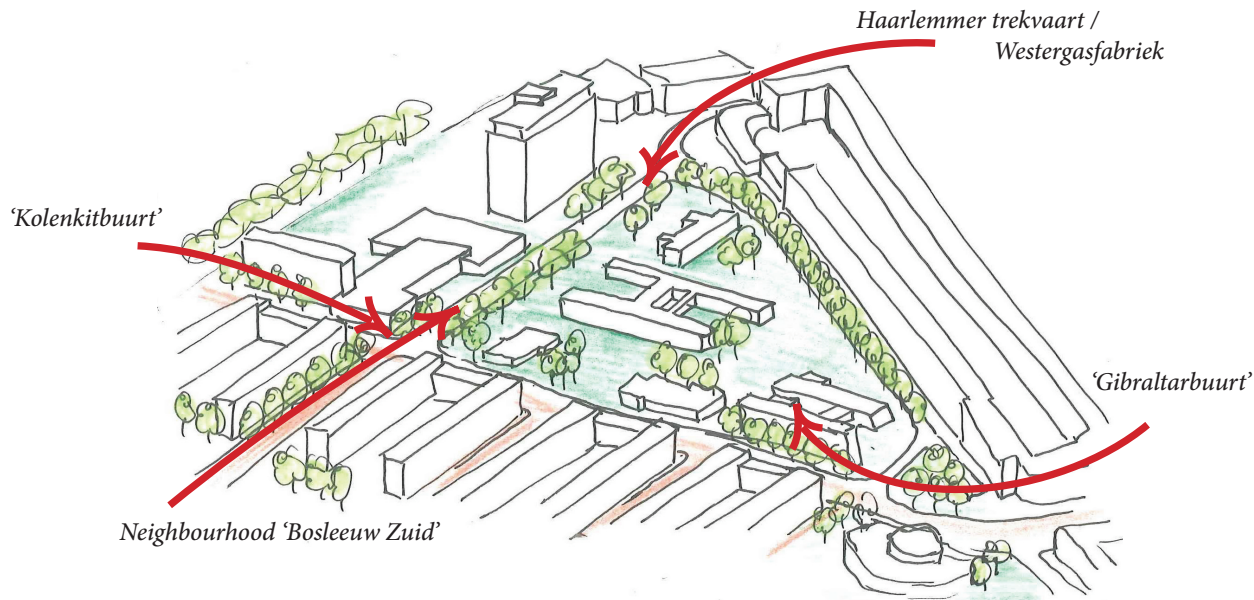 Haarlemmer trekvaart /
Westergasfabriek
‘Kolenkitbuurt’
‘Gibraltarbuurt’
Neighbourhood ‘Bosleeuw Zuid’